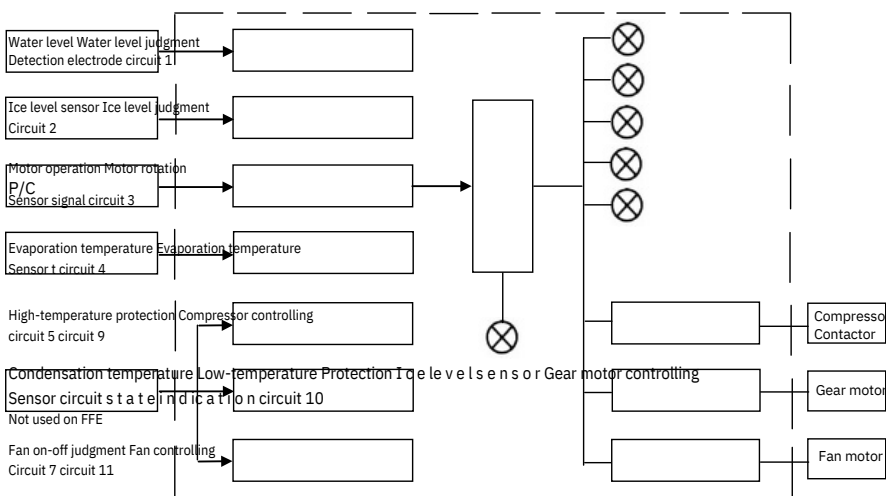 Water level Water level judgment
Detection electrode circuit 1
Ice level sensor Ice level judgment
Circuit 2
Motor operation Motor rotation
P/C
Sensor signal circuit 3
Evaporation temperature Evaporation temperature
Sensor t circuit 4
High-temperature protection Compressor controlling
circuit 5 circuit 9
Compresso
Contactor
Condensation temperature Low-temperature Protection I c e l e v e l s e n s o r Gear motor controlling
Sensor circuit s t a t e i n d i c a t i o n circuit 10
Gear motor
Not used on FFE
Fan on-off judgment Fan controlling
Circuit 7 circuit 11
Fan motor